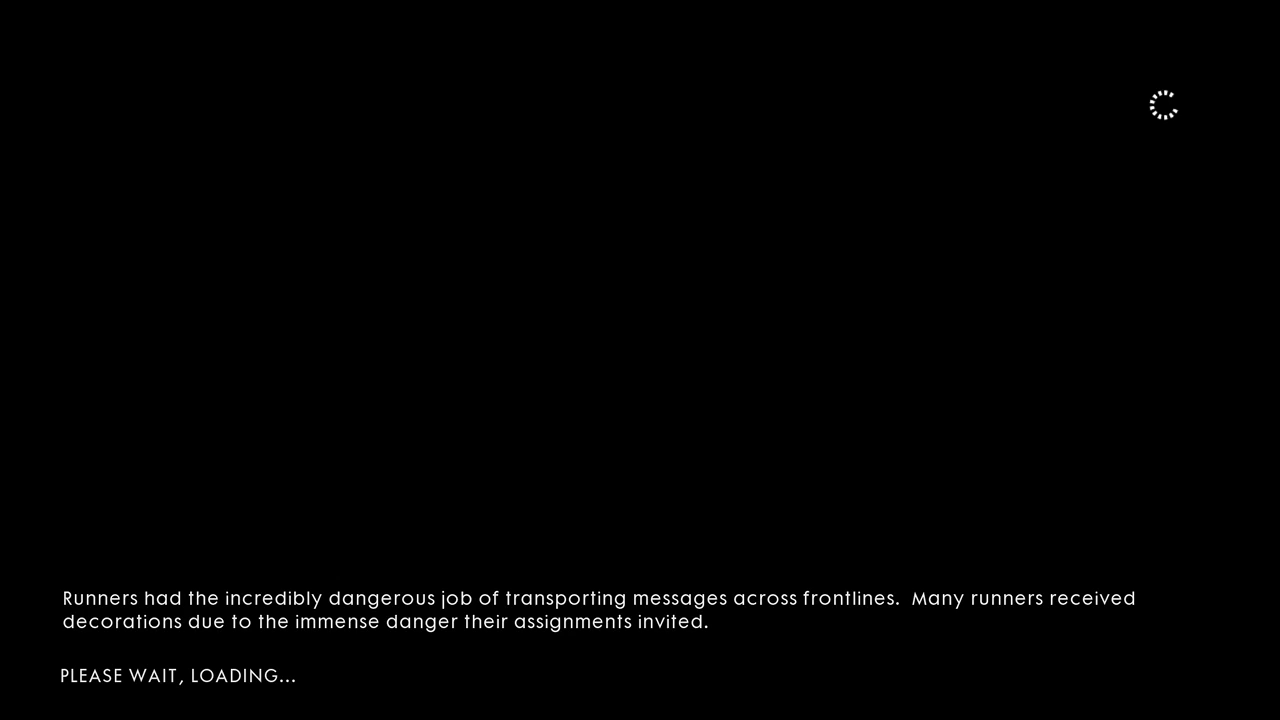 Runners had the incredibly dangerous job of transporting messages across frontlines.  Many runners received
decorations due to the immense danger their assignments invited.
PLEASE WAIT, LOADING...